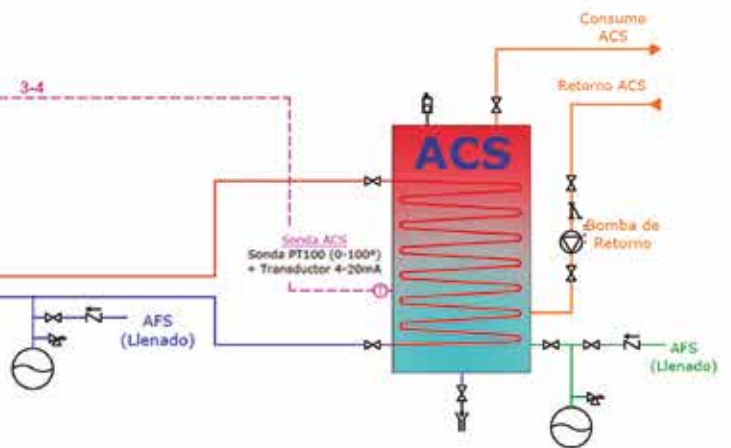 Consumo
ACS
3-4
Retorno ACS
ACS
Bomba de
Retorno
Sonda ACS
Sonda PT100 (0-100º)
+ Transductor 4-20mA
T
AFS
(Llenado)
AFS
(Llenado)